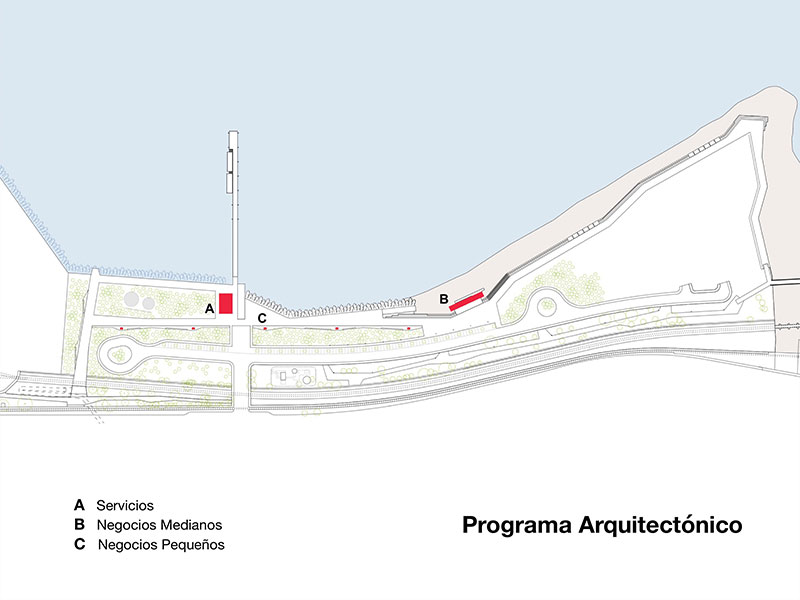 A
B
C
A Servicios
B Negocios Medianos
C Negocios Pequeños
Programa Arquitectónico